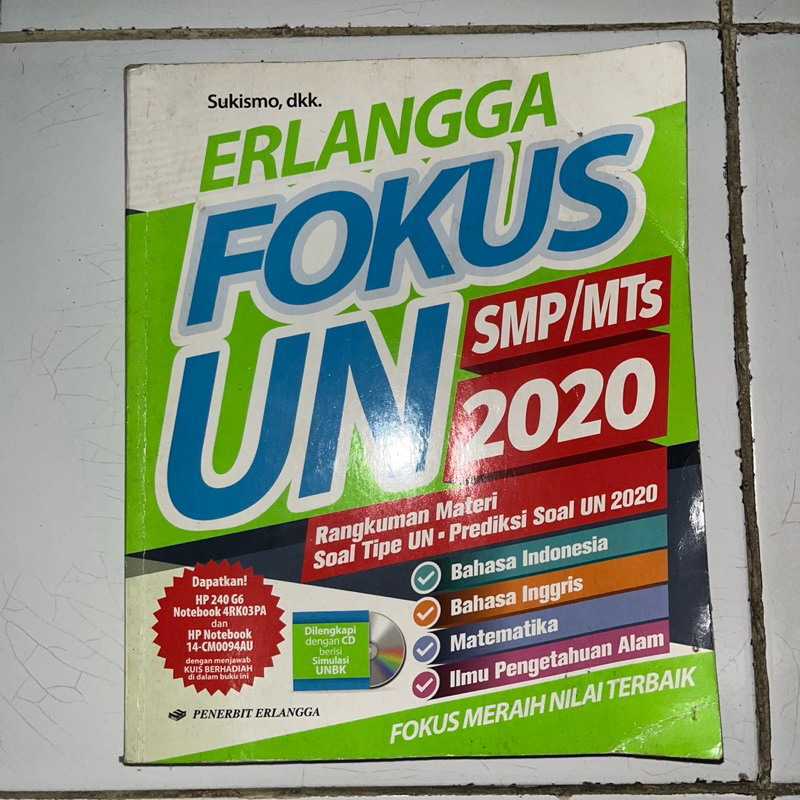 Sukismo, dkk.
ERLANGGA
FOKUS
UN
SMP/MTs
2020
Rangkuman Materi
Soal Tipe UN ▪ Prediksi Soal UN 2020
Bahasa Indonesia
Bahasa Inggris
Matematika
Ilmu Pengetahuan Alam
Dapatkan!
HP 240 G6
Notebook 4RK03PA
dan
HP Notebook
14-CM0094AU
dengan menjawab
KUIS BERHADIAH
di dalam buku ini
Dilengkapi
dengan CD
berisi
Simulasi
UNBK
PENERBIT ERLANGGA
FOKUS MERAIH NILAI TERBAIK